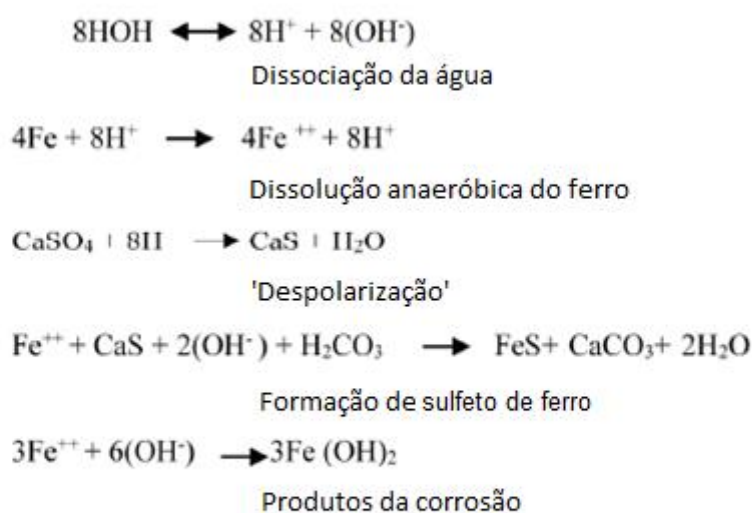 8HOH ⟷ 8H⁺ + 8(OH⁻)
Dissociação da água
4Fe + 8H⁺ ⟶ 4Fe ⁺⁺ + 8H⁺
Dissolução anaeróbica do ferro
CaSO₄ + 8H ⟶ CaS + H₂O
'Despolarização'
Fe⁺⁺ + CaS + 2(OH⁻) + H₂CO₃ ⟶ FeS+ CaCO₃+ 2H₂O
Formação de sulfeto de ferro
3Fe⁺⁺ + 6(OH⁻) ⟶3Fe (OH)₂
Produtos da corrosão